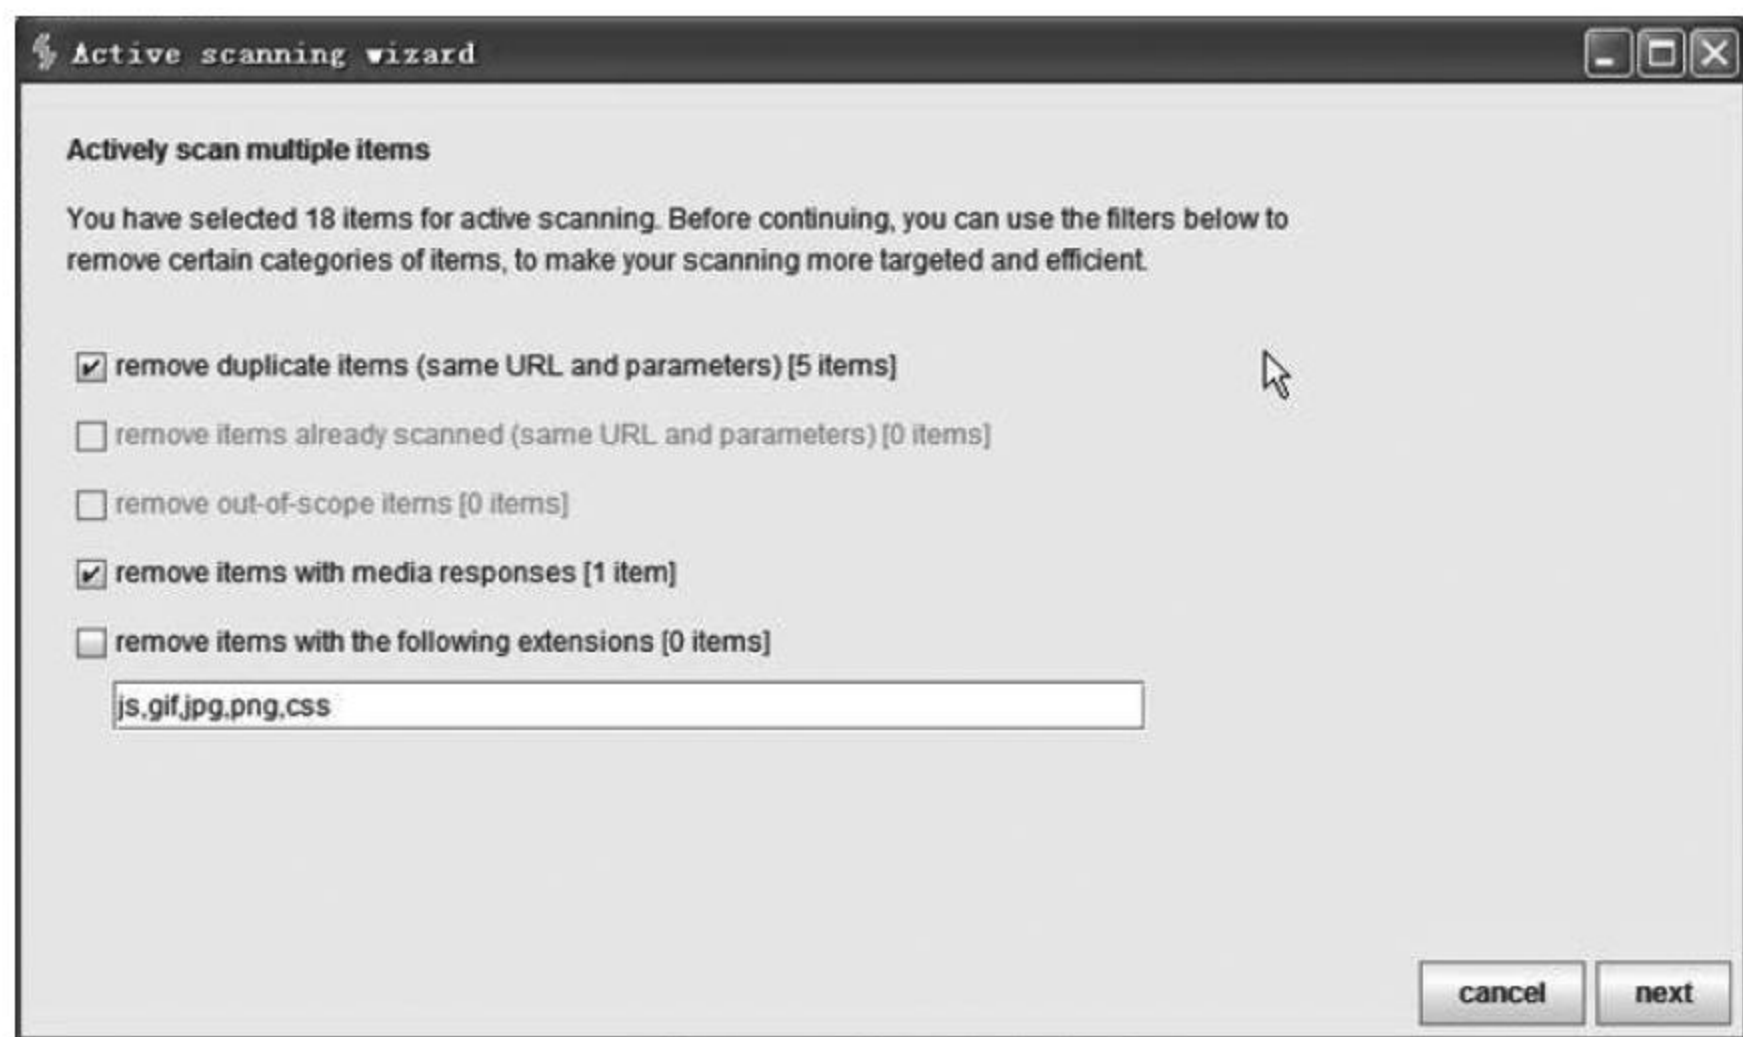 Active scanning wizard
Actively scan multiple items
You have selected 18 items for active scanning. Before continuing, you can use the filters below to
remove certain categories of items, to make your scanning more targeted and efficient.
remove duplicate items (same URL and parameters) [5 items]
remove items already scanned (same URL and parameters) [0 items]
remove out-of-scope items [0 items]
remove items with media responses [1 item]
remove items with the following extensions [0 items]
js,gif,jpg,png,css
cancel next